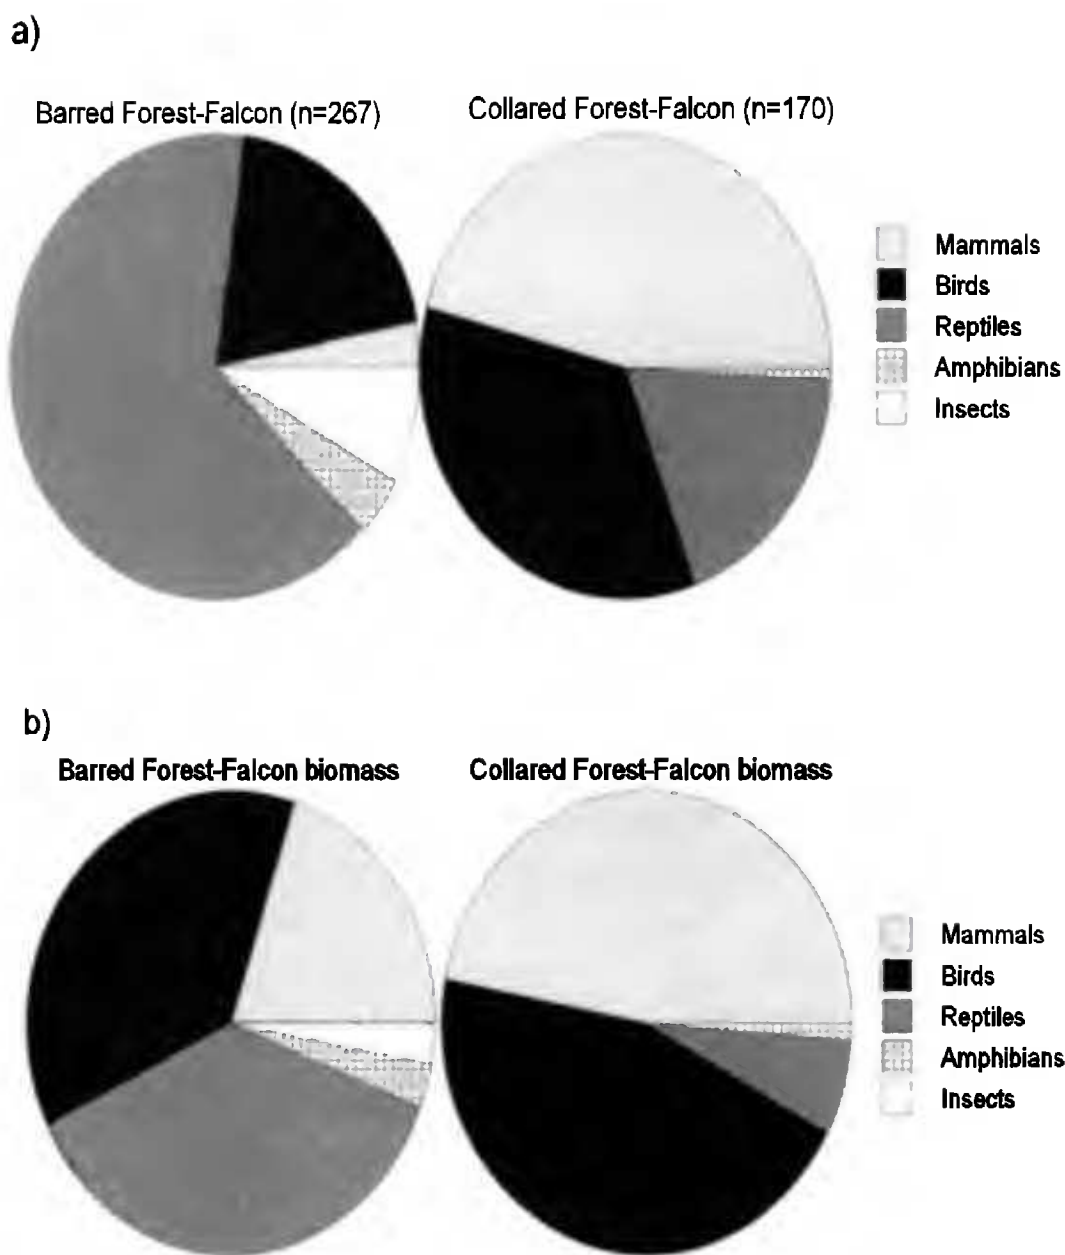 a)
Barred Forest-Falcon (n=267)
Collared Forest-Falcon (n=170)
Mammals
Birds
Reptiles
Amphibians
Insects
b)
Barred Forest-Falcon biomass
Collared Forest-Falcon biomass
Mammals
Birds
Reptiles
Amphibians
Insects